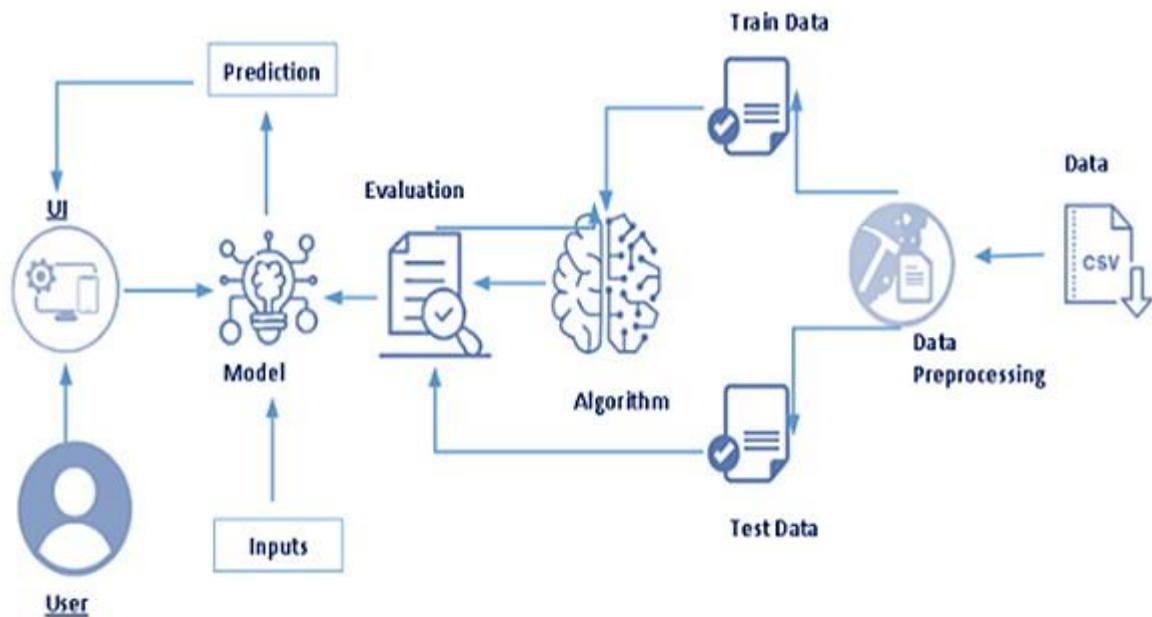 Train Data
Prediction
Data
Evaluation
UI
CSV
Model
Data
Preprocessing
Algorithm
Inputs
Test Data
User